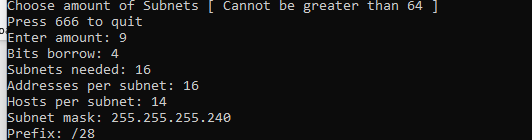 Choose amount of Subnets [ Cannot be greater than 64 ]
Press 666 to quit
Enter amount: 9
Bits borrow: 4
Subnets needed: 16
Addresses per subnet: 16
Hosts per subnet: 14
Subnet mask: 255.255.255.240
Prefix: /28